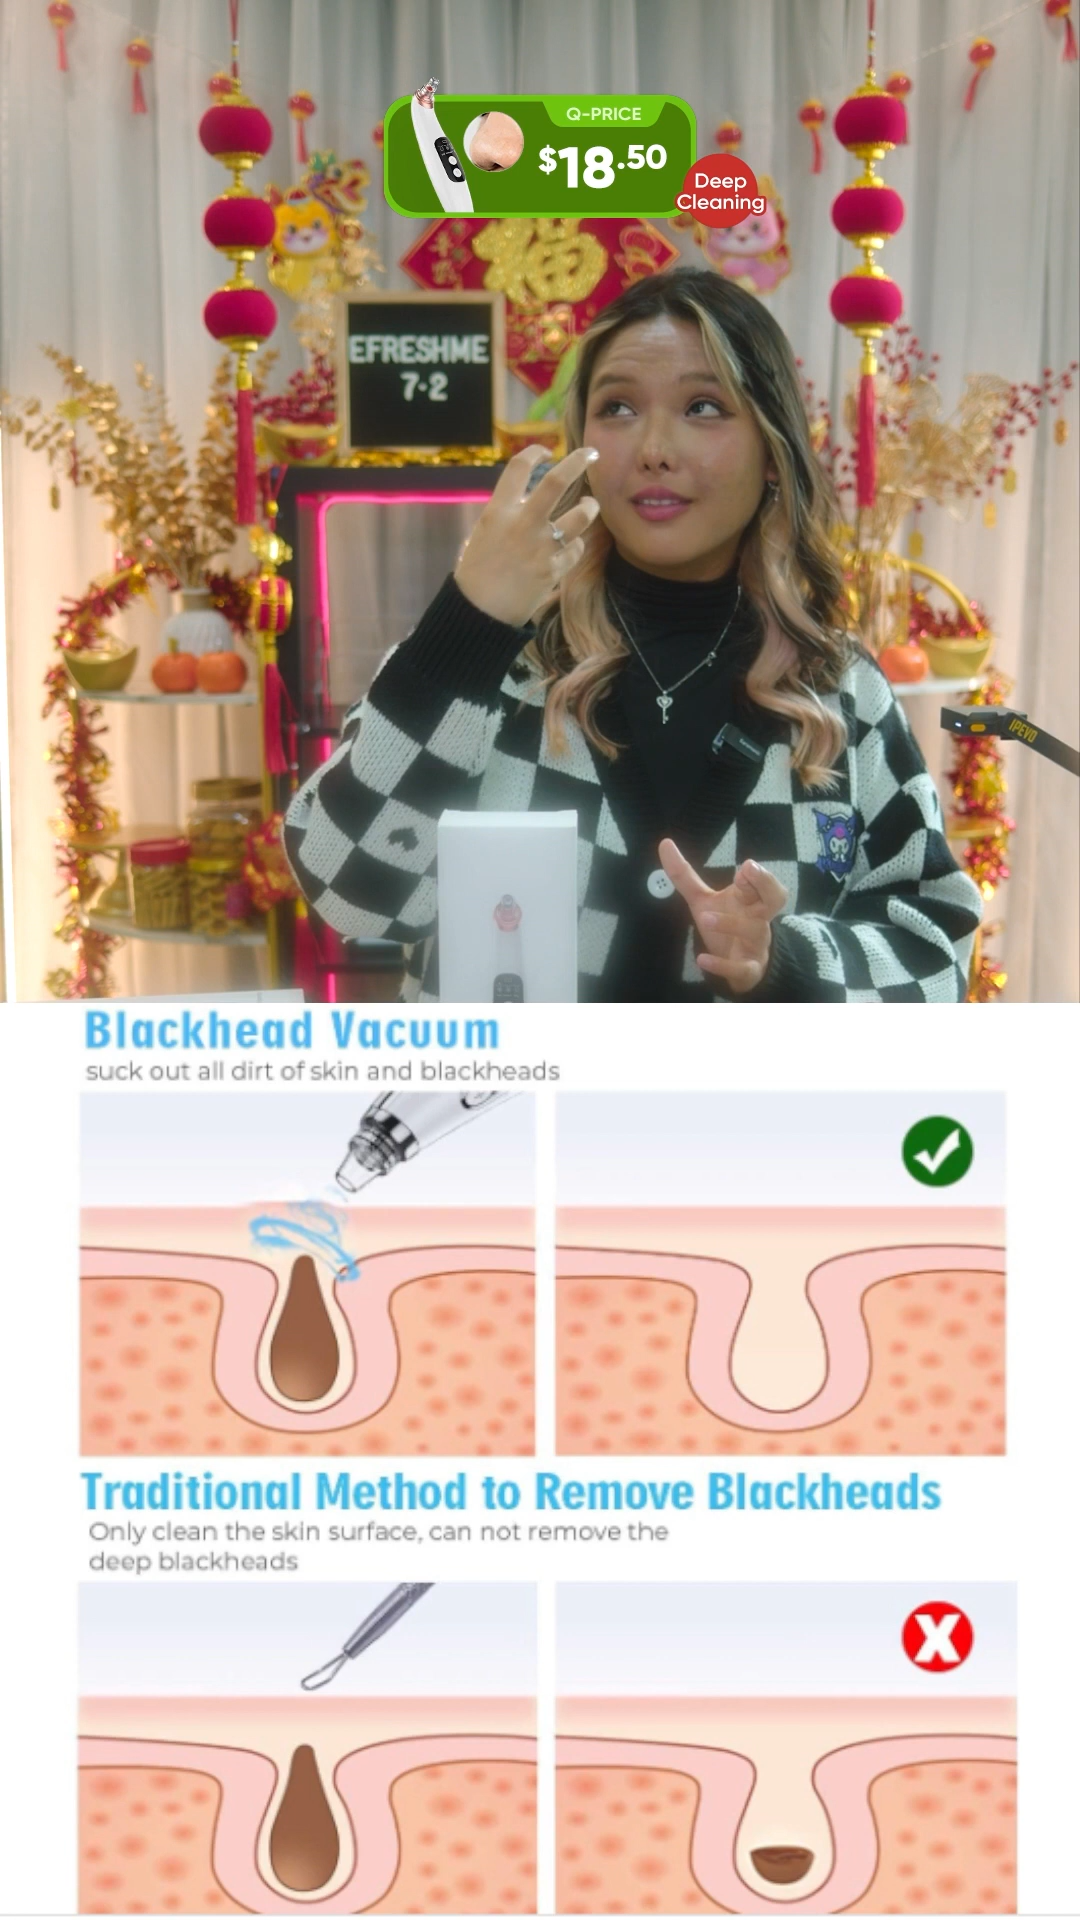 Q-PRICE
$18.50
Deep
Cleaning
福
EFRESHME
7-2
IPEVO
Blackhead Vacuum
suck out all dirt of skin and blackheads
Traditional Method to Remove Blackheads
Only clean the skin surface, can not remove the
deep blackheads
X